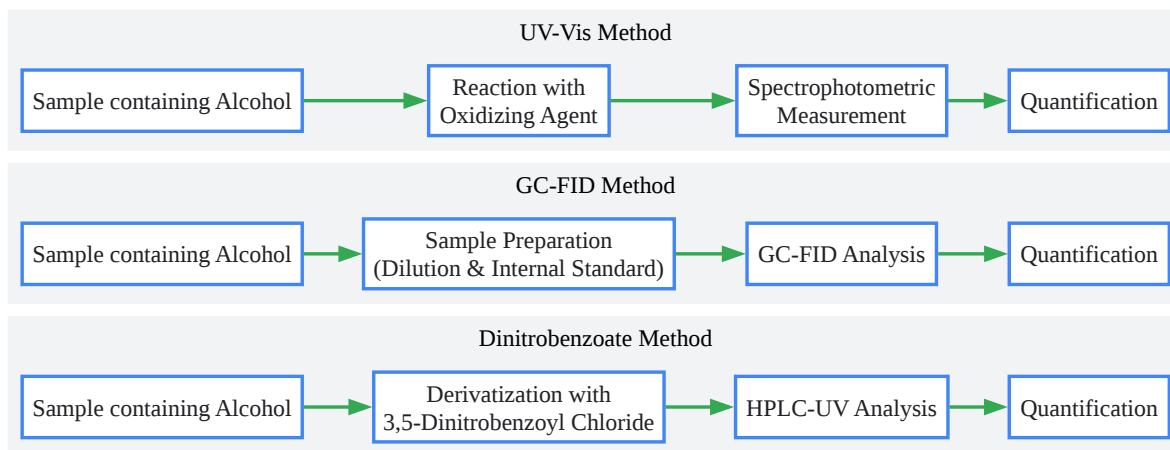 UV-Vis Method
Sample containing Alcohol
Reaction with
Oxidizing Agent
Spectrophotometric
Measurement
Quantification
GC-FID Method
Sample containing Alcohol
Sample Preparation
(Dilution & Internal Standard)
GC-FID Analysis
Quantification
Dinitrobenzoate Method
Sample containing Alcohol
Derivatization with
3,5-Dinitrobenzoyl Chloride
HPLC-UV Analysis
Quantification